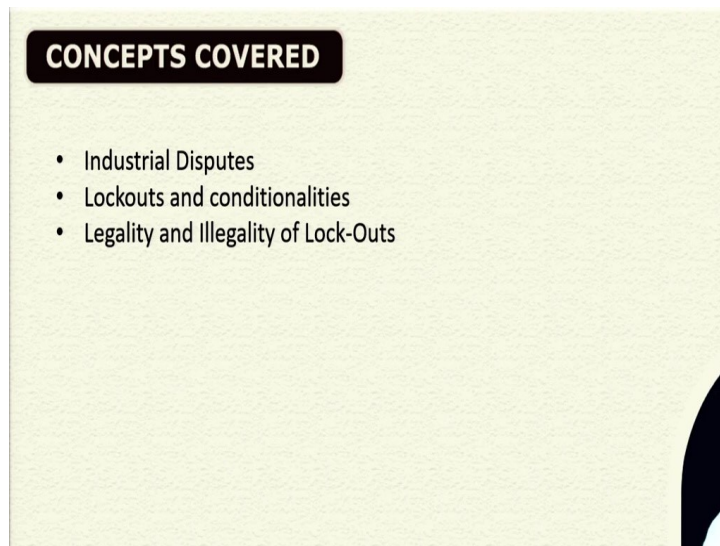 CONCEPTS COVERED
• Industrial Disputes
• Lockouts and conditionalities
• Legality and Illegality of Lock-Outs